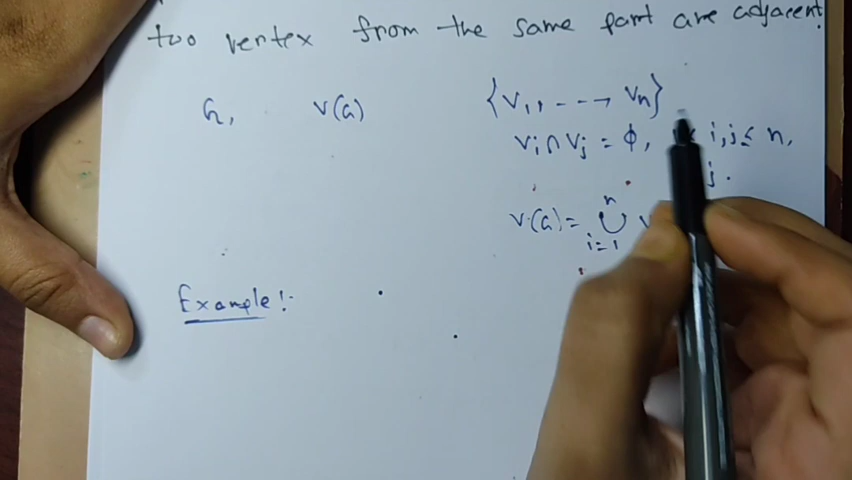 two vertex from the same part are adjacent.
G, V(G) {V1, ---, Vn}
Vi ∩ Vj = ϕ, i,j ≤ n,
j.
V(G) = ⋃ i=1 n
Example:-